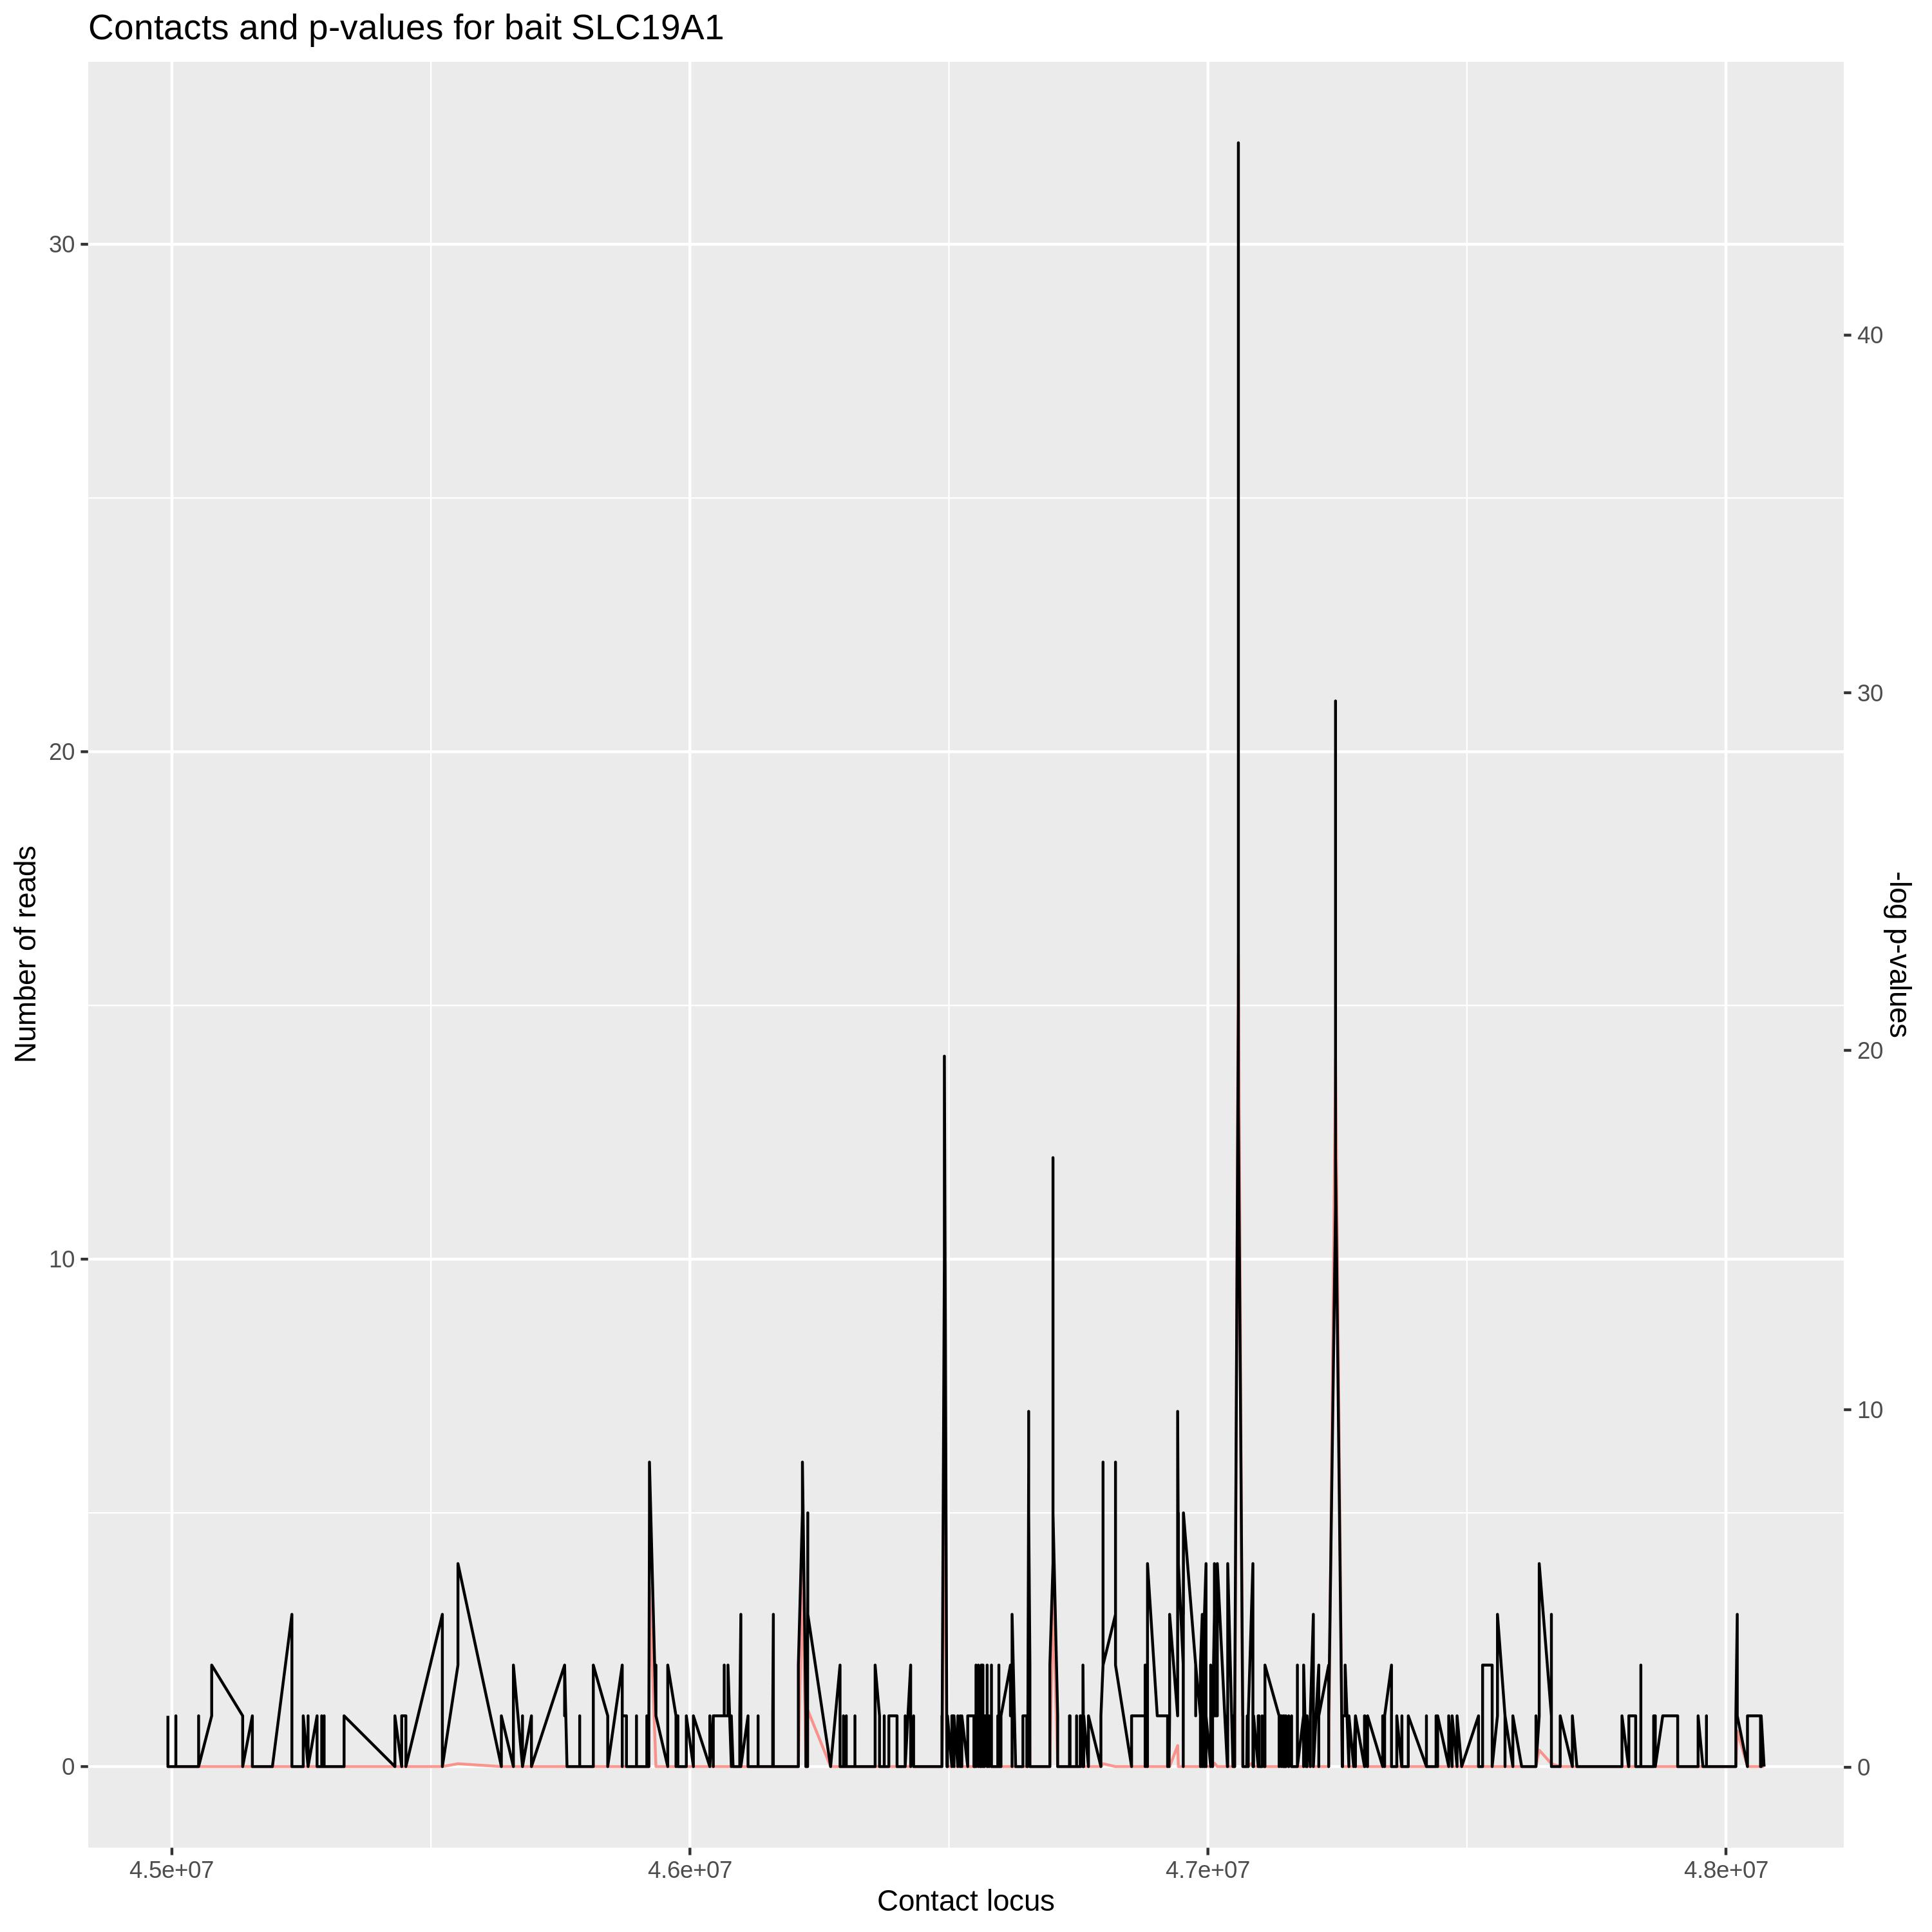 Contacts and p-values for bait SLC19A1
30
20
10
0
Number of reads
40
30
20
10
0
-log p-values
4.5e+07
4.6e+07
4.7e+07
4.8e+07
Contact locus